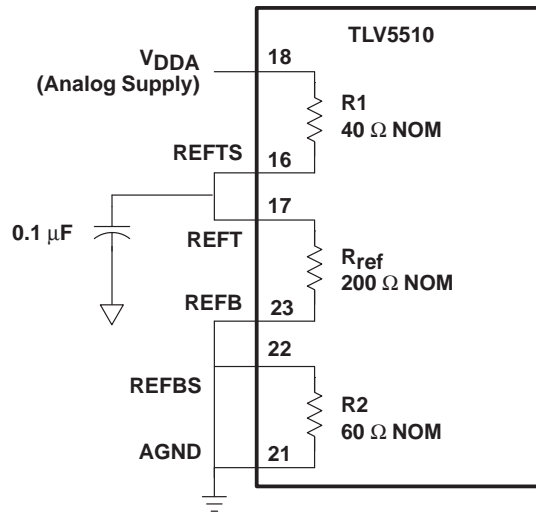 TLV5510
VDDA
(Analog Supply)
18
R1
40 Ω NOM
REFTS
16
17
REFT
0.1 μF
Rref
200 Ω NOM
REFB
23
22
REFBS
R2
60 Ω NOM
AGND
21